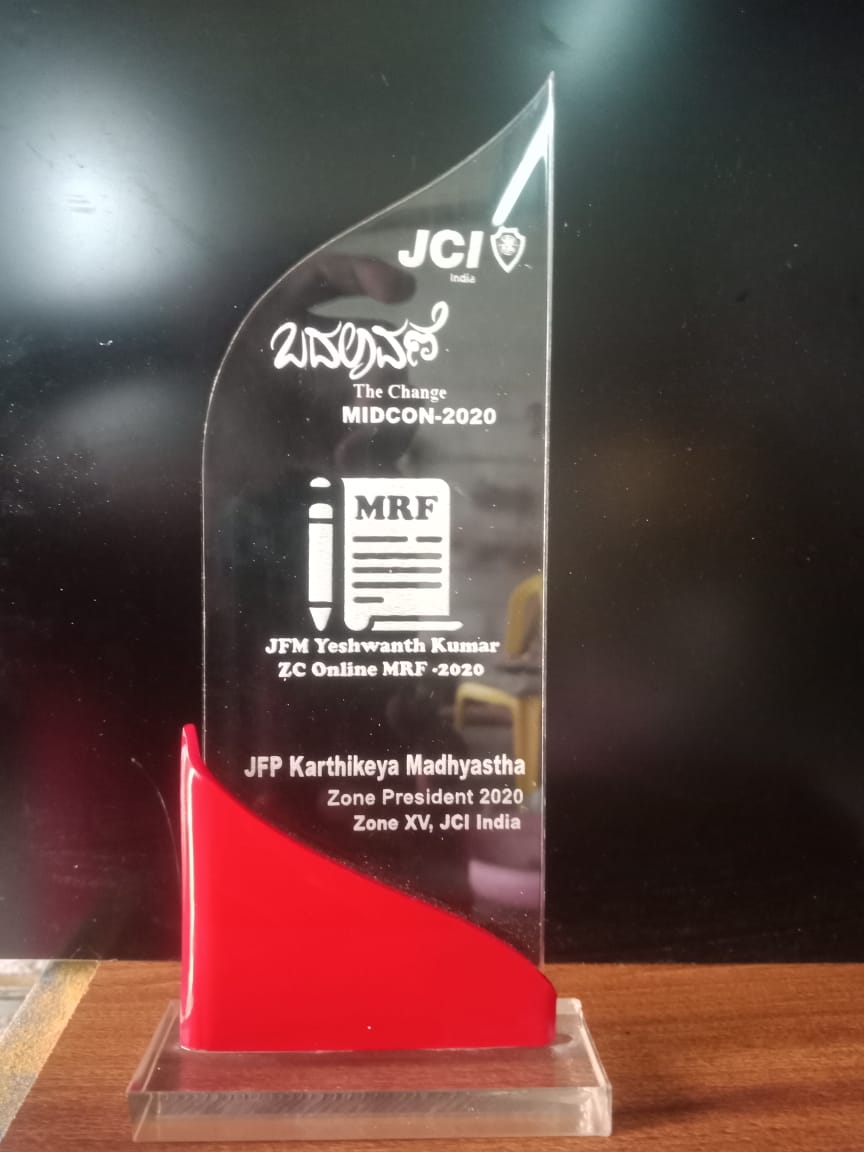 JCI
India
ಬದಲಾವಣೆ
The Change
MIDCON-2020
MRF
JFM Yeshwanth Kumar
ZC Online MRF -2020
JFP Karthikeya Madhyastha
Zone President 2020
Zone XV, JCI India